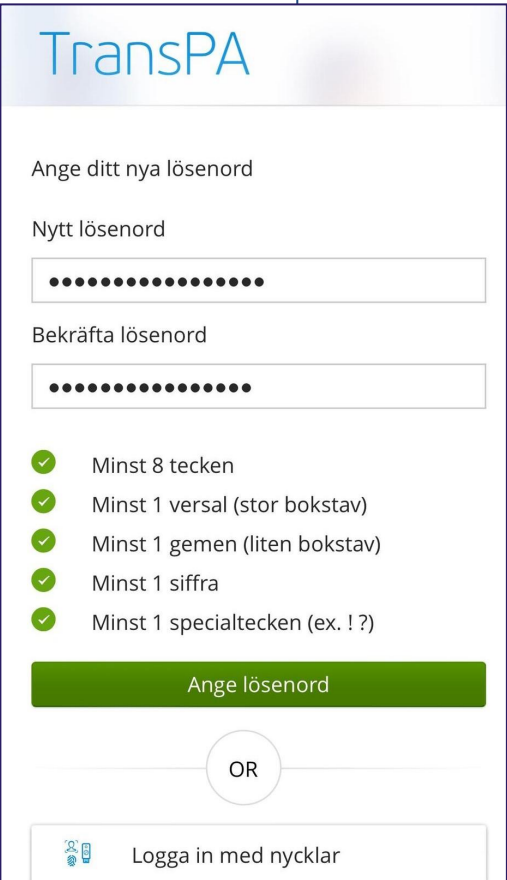 TransPA
Ange ditt nya lösenord
Nytt lösenord
•••••••••••••••••
Bekräfta lösenord
••••••••••••••••
Minst 8 tecken
Minst 1 versal (stor bokstav)
Minst 1 gemen (liten bokstav)
Minst 1 siffra
Minst 1 specialtecken (ex. ! ?)
Ange lösenord
OR
Logga in med nycklar